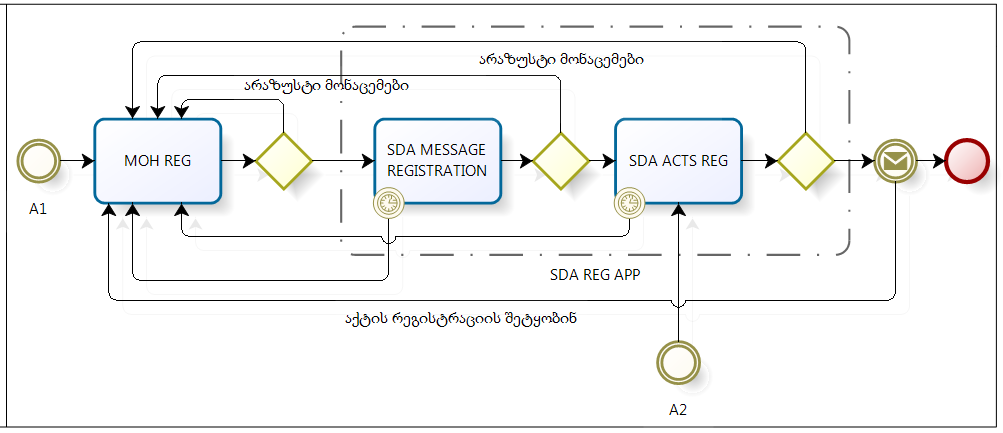 არაზუსტი მონაცემები
არაზუსტი მონაცემები
MOH REG
SDA MESSAGE
REGISTRATION
SDA ACTS REG
A1
SDA REG APP
აქტის რეგისტრაციის შეტყობინ
A2